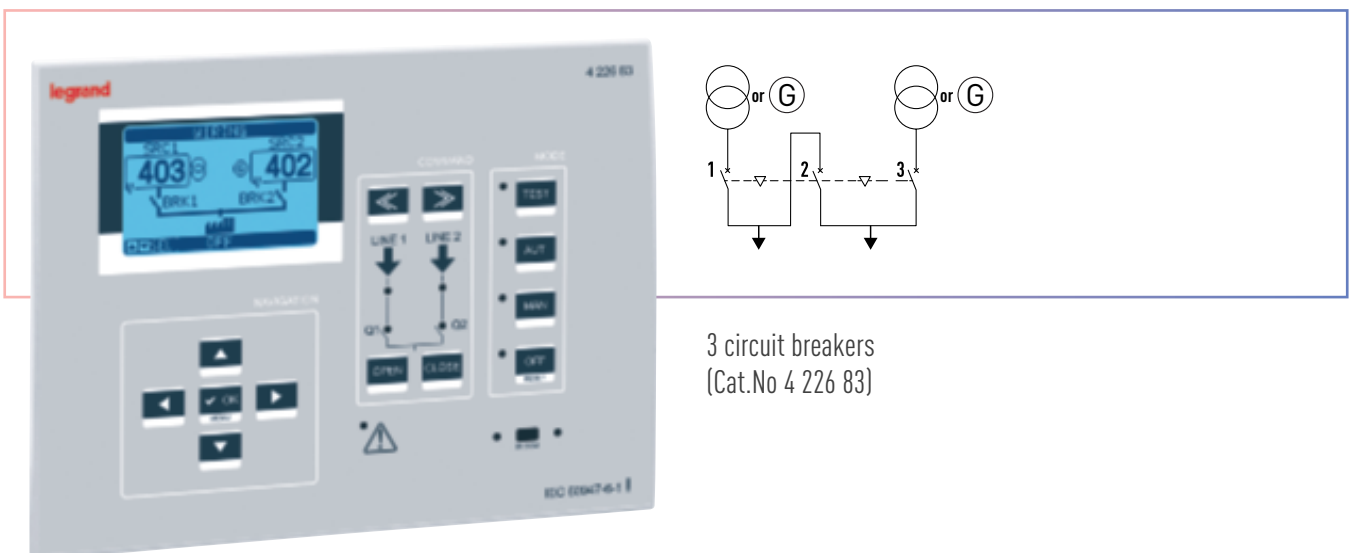 legrand
4 226 83
SRC1
SRC2
403
402
BRK1
BRK2
OFF
COMMAND
MODE
TEST
LINE 1
LINE 2
AUT
NAVIGATION
MAN
Q1
Q2
OPEN
CLOSE
OFF
OK
MENU
IEC 60947-6-1
or G
or G
1
2
3
3 circuit breakers
(Cat.No 4 226 83)